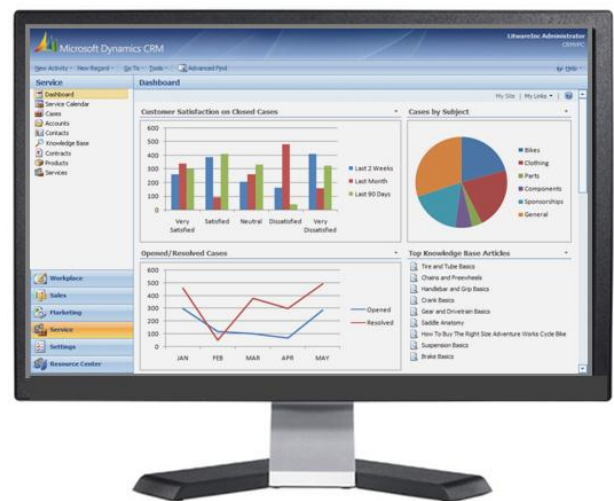 Microsoft Dynamics CRM
LitwareInc Administrator
CRMVPC
New Activity New Record Go To Tools Advanced Find Help
Service
Dashboard
Service Calendar
Cases
Accounts
Contacts
Knowledge Base
Contracts
Products
Services
Workplace
Sales
Marketing
Service
Settings
Resource Center
Dashboard
My Site | My Links
Customer Satisfaction on Closed Cases
600
500
400
300
200
100
0
Very Satisfied
Satisfied
Neutral
Dissatisfied
Very Dissatisfied
Last 2 Weeks
Last Month
Last 90 Days
Cases by Subject
Bikes
Clothing
Parts
Components
Sponsorships
General
Opened/Resolved Cases
600
500
400
300
200
100
0
JAN FEB MAR APR MAY
Opened
Resolved
Top Knowledge Base Articles
Tire and Tube Basics
Chains and Freewheels
Handlebar and Grip Basics
Crank Basics
Gear and Drivetrain Basics
Saddle Anatomy
How To Buy The Right Size Adventure Works Cycle Bike
Suspension Basics
Brake Basics